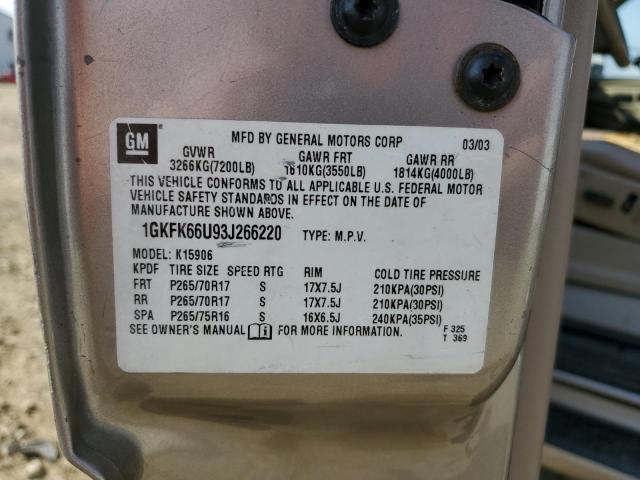 GM
MFD BY GENERAL MOTORS CORP 03/03
GVWR GAWR FRT GAWR RR
3266KG(7200LB) 1610KG(3550LB) 1814KG(4000LB)
THIS VEHICLE CONFORMS TO ALL APPLICABLE U.S. FEDERAL MOTOR
VEHICLE SAFETY STANDARDS IN EFFECT ON THE DATE OF
MANUFACTURE SHOWN ABOVE.
1GKFK66U93J266220 TYPE: M.P.V.
MODEL: K15906
KPDF TIRE SIZE SPEED RTG RIM COLD TIRE PRESSURE
FRT P265/70R17 S 17X7.5J 210KPA(30PSI)
RR P265/70R17 S 17X7.5J 210KPA(30PSI)
SPA P265/75R16 S 16X6.5J 240KPA(35PSI)
SEE OWNER'S MANUAL FOR MORE INFORMATION. F 325
T 369